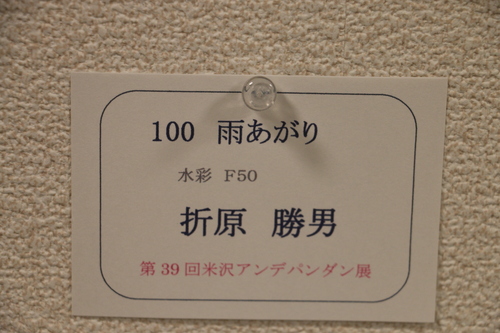 100 雨あがり
水彩 F50
折原 勝男
第39回米沢アンデパンダン展